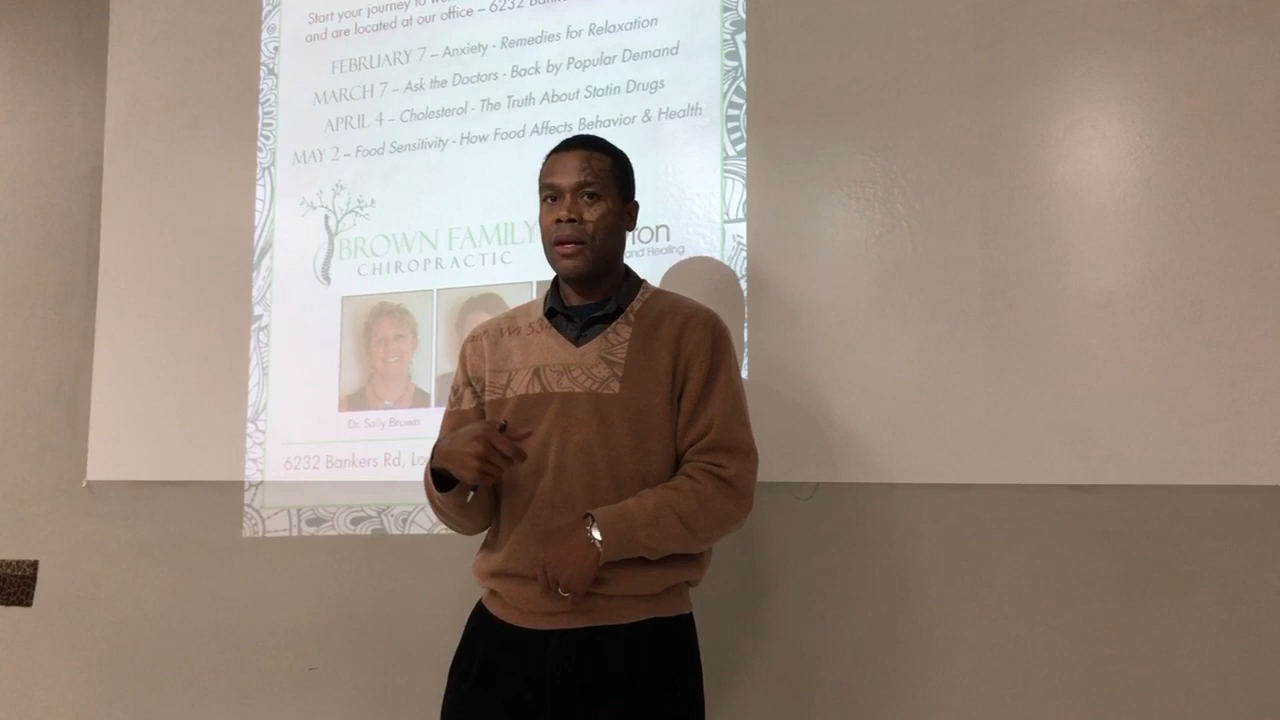 Start your journey to
and are located at our office – 6232
FEBRUARY 7 – Anxiety - Remedies for Relaxation
MARCH 7 – Ask the Doctors - Back by Popular Demand
APRIL 4 – Cholesterol - The Truth About Statin Drugs
MAY 2 – Food Sensitivity - How Food Affects Behavior & Health
BROWN FAMILY
CHIROPRACTIC
ron
and Healing
Dr. Sally Brown
6232 Bankers Rd,